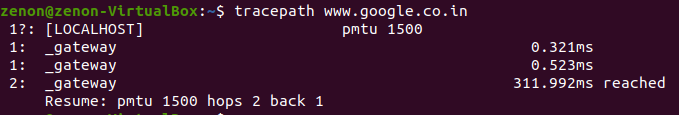 zenon@zenon-VirtualBox:~$ tracepath www.google.co.in
1?: [LOCALHOST] pmtu 1500
1: _gateway 0.321ms
1: _gateway 0.523ms
2: _gateway 311.992ms reached
Resume: pmtu 1500 hops 2 back 1